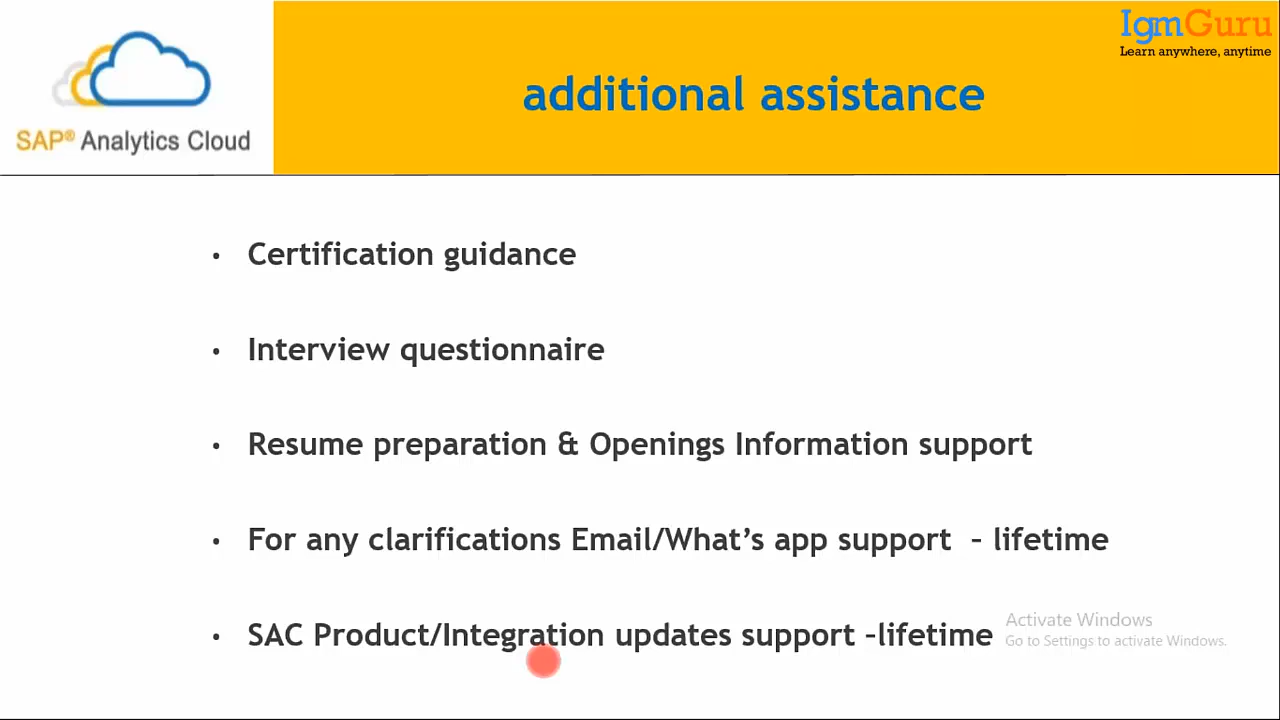 IgmGuru
Learn anywhere, anytime
additional assistance
SAP® Analytics Cloud
• Certification guidance
• Interview questionnaire
• Resume preparation & Openings Information support
• For any clarifications Email/What’s app support – lifetime
• SAC Product/Integration updates support –lifetime
Activate Windows
Go to Settings to activate Windows.